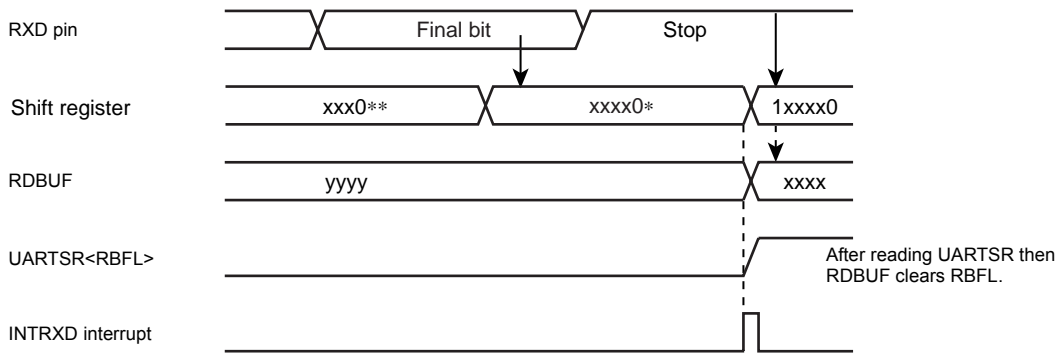 RXD pin
Final bit
Stop
Shift register
xxx0**
xxxx0*
1xxxx0
RDBUF
yyyy
xxxx
UARTSR<RBFL>
After reading UARTSR then
RDBUF clears RBFL.
INTRXD interrupt